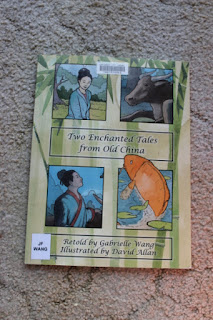 Two Enchanted Tales
from Old China
JF
WANG
Retold by Gabrielle Wang
Illustrated by David Allan